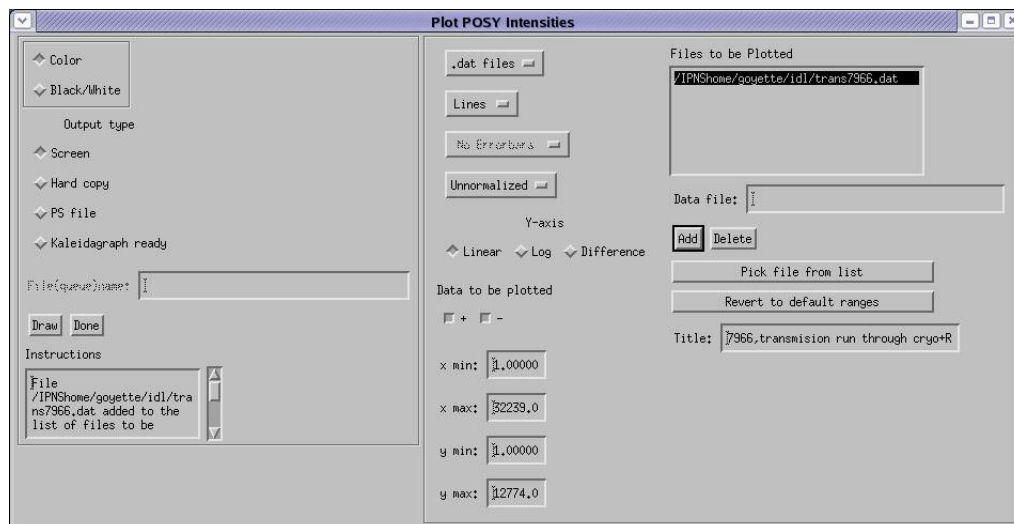 Plot POSY Intensities
Color
Black/White
Output type
Screen
Hard copy
PS file
Kaleidagraph ready
File(queue)name:
Draw Done
Instructions
File
/IPNShome/goyette/idl/tra
ns7966.dat added to the
list of files to be
.dat files
Lines
No Errorbars
Unnormalized
Y-axis
Linear Log Difference
Data to be plotted
+ -
x min: 1.00000
x max: 32239.0
y min: 1.00000
y max: 12774.0
Files to be Plotted
/IPNShome/goyette/idl/trans7966.dat
Data file:
Add Delete
Pick file from list
Revert to default ranges
Title: 7966,transmision run through cryo+R